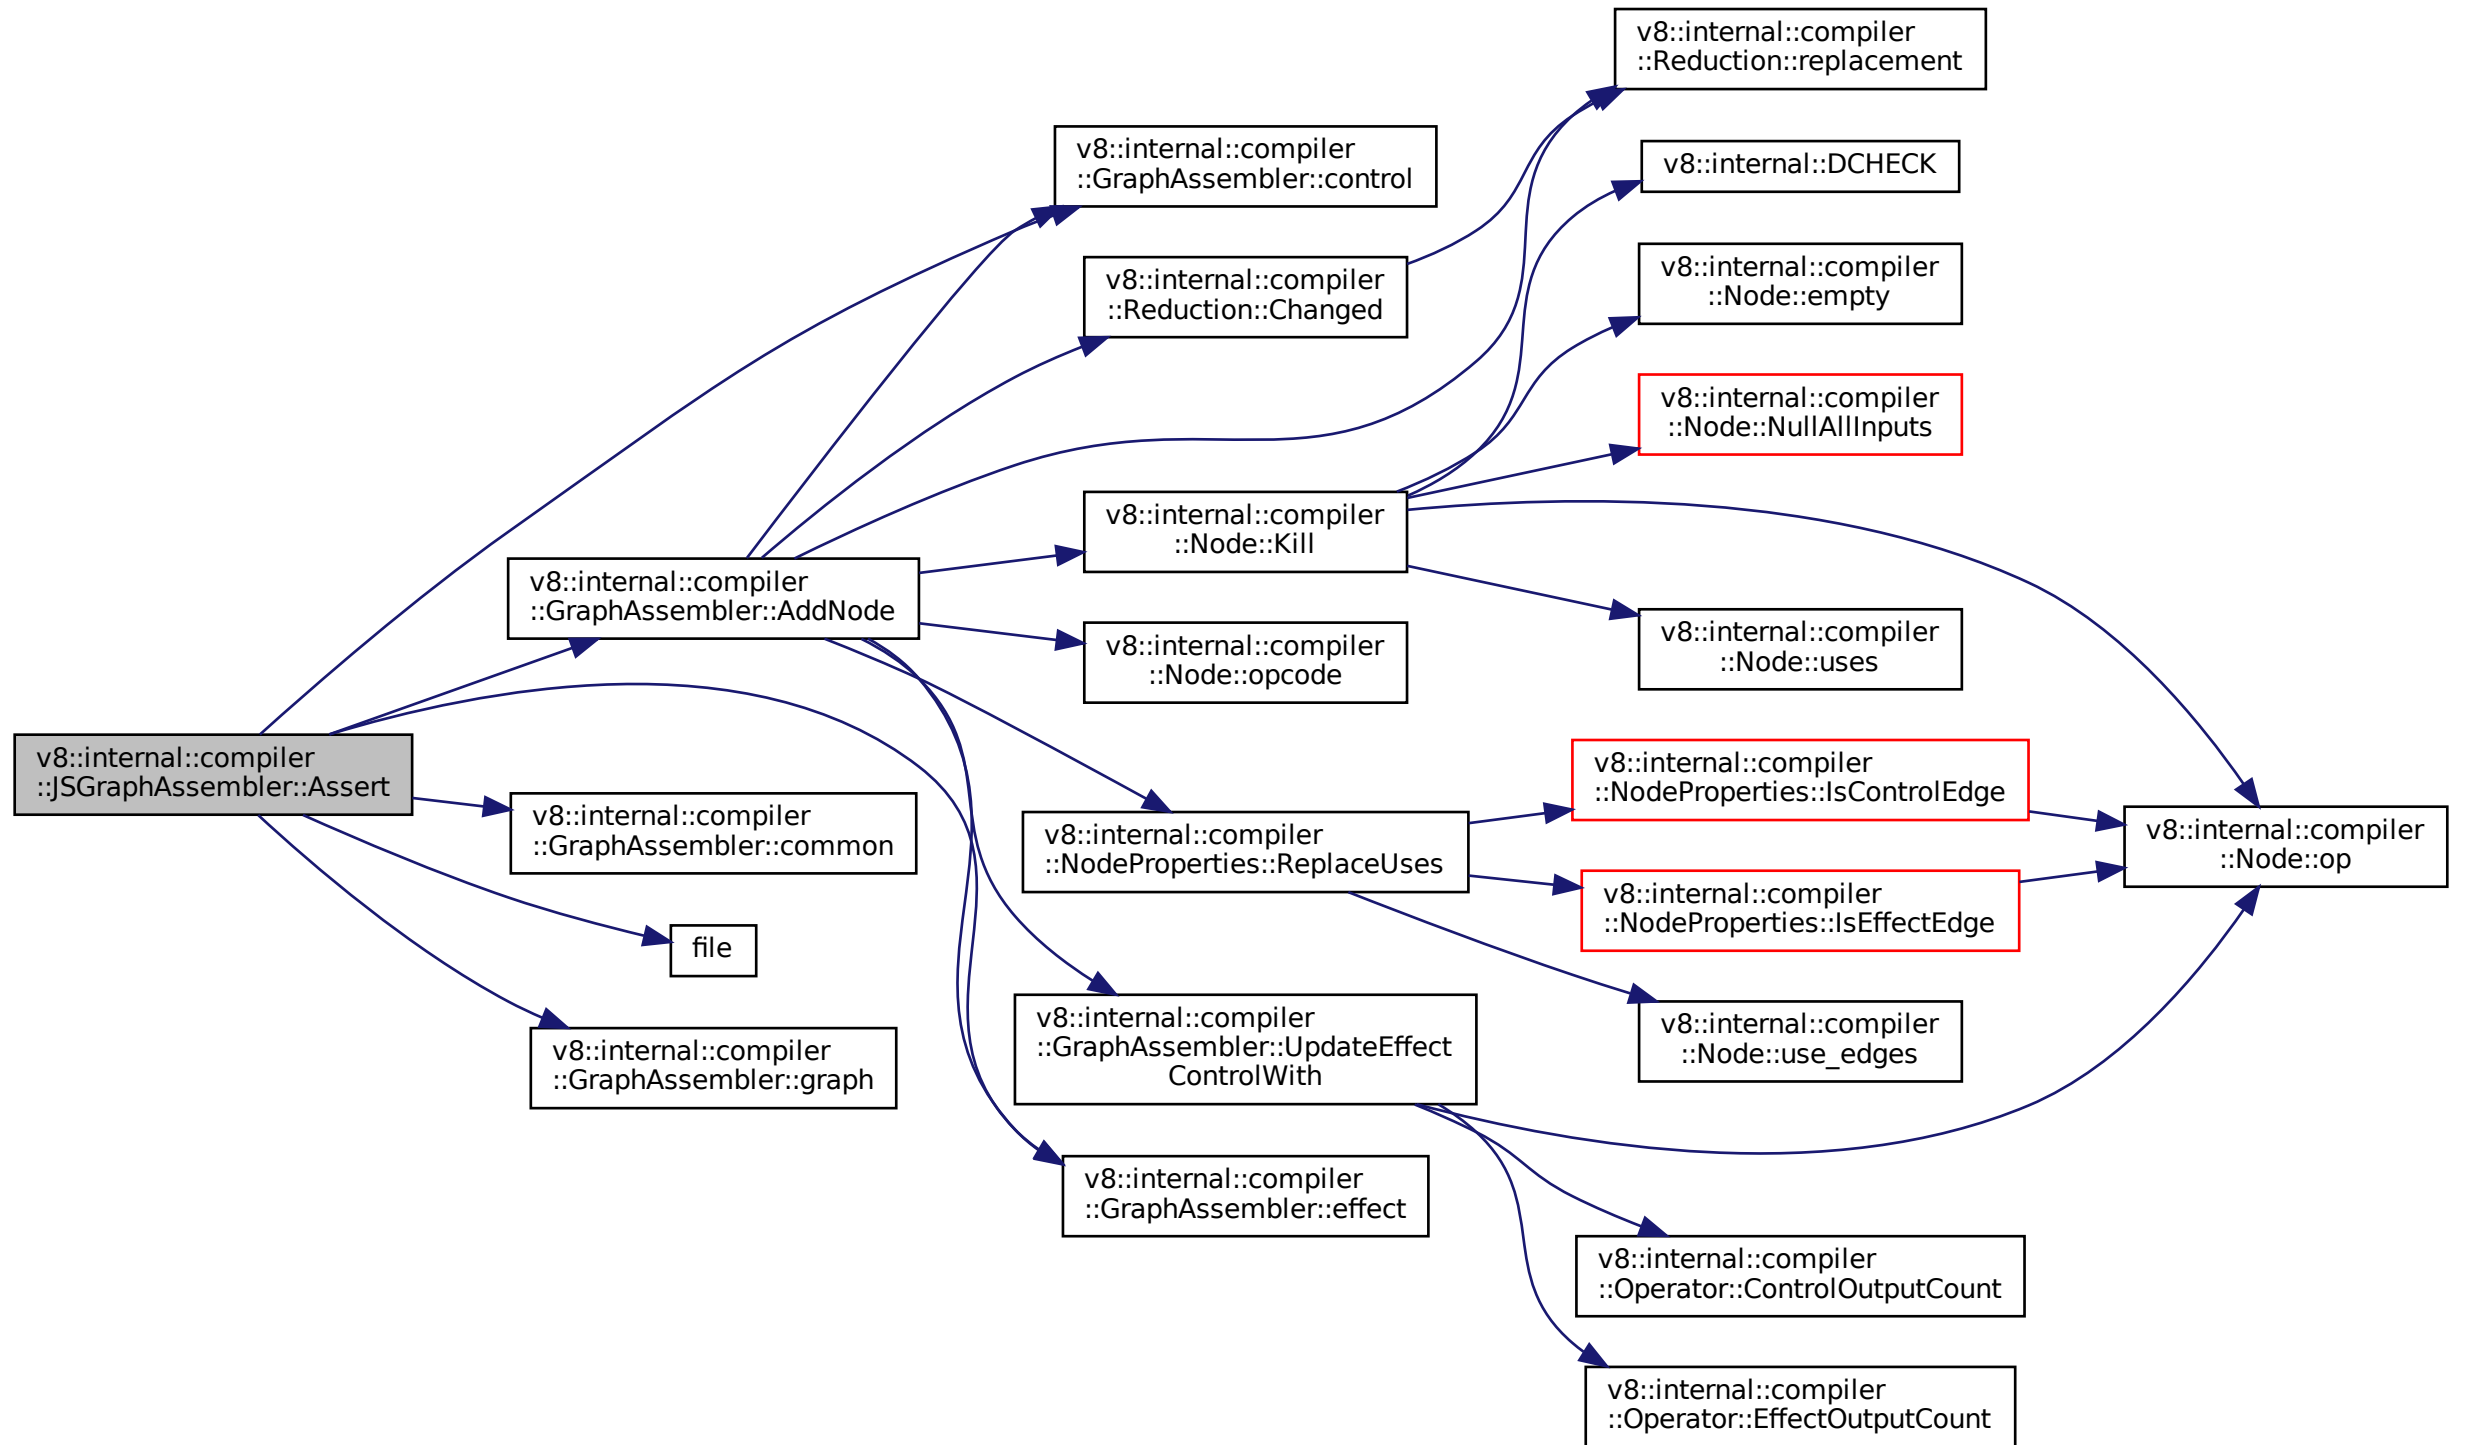 v8::internal::compiler
::JSGraphAssembler::Assert
v8::internal::compiler
::GraphAssembler::AddNode
v8::internal::compiler
::GraphAssembler::common
file
v8::internal::compiler
::GraphAssembler::graph
v8::internal::compiler
::GraphAssembler::control
v8::internal::compiler
::Reduction::Changed
v8::internal::compiler
::Node::Kill
v8::internal::compiler
::Node::opcode
v8::internal::compiler
::NodeProperties::ReplaceUses
v8::internal::compiler
::GraphAssembler::UpdateEffect
ControlWith
v8::internal::compiler
::GraphAssembler::effect
v8::internal::compiler
::Reduction::replacement
v8::internal::DCHECK
v8::internal::compiler
::Node::empty
v8::internal::compiler
::Node::NullAllInputs
v8::internal::compiler
::Node::uses
v8::internal::compiler
::NodeProperties::IsControlEdge
v8::internal::compiler
::NodeProperties::IsEffectEdge
v8::internal::compiler
::Node::use_edges
v8::internal::compiler
::Operator::ControlOutputCount
v8::internal::compiler
::Operator::EffectOutputCount
v8::internal::compiler
::Node::op